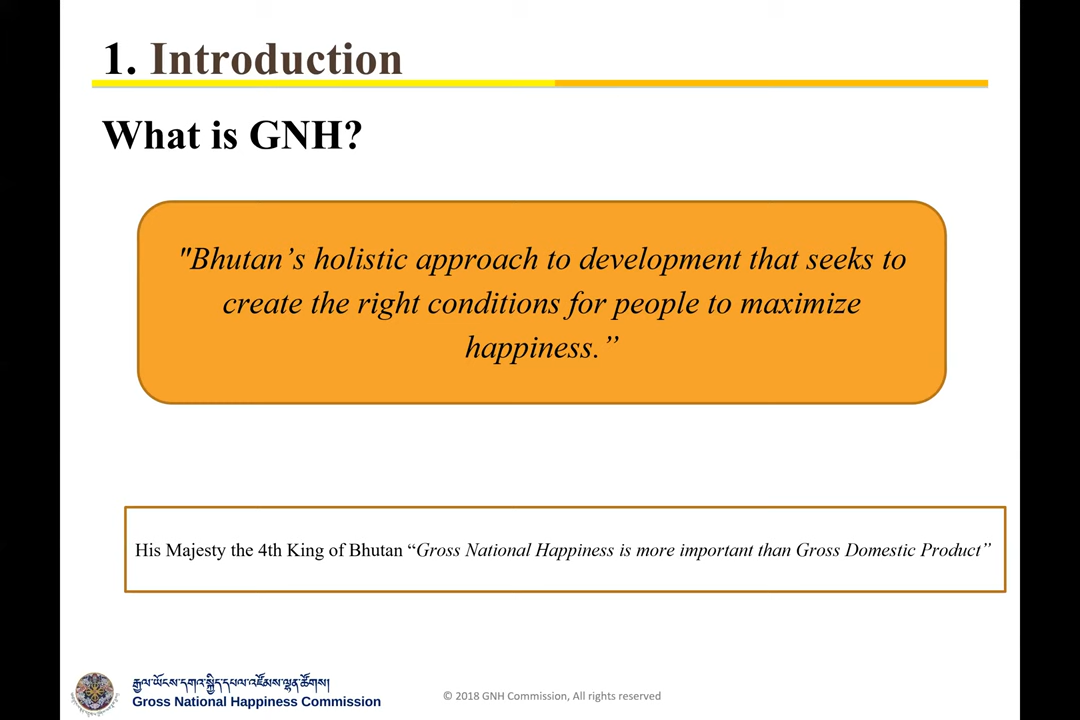 1. Introduction
What is GNH?
"Bhutan’s holistic approach to development that seeks to
create the right conditions for people to maximize
happiness.”
His Majesty the 4th King of Bhutan “Gross National Happiness is more important than Gross Domestic Product”
རྒྱལ་ཡོངས་དགའ་སྐྱིད་དཔལ་འཛོམས་ལྷན་ཚོགས།
Gross National Happiness Commission
© 2018 GNH Commission, All rights reserved